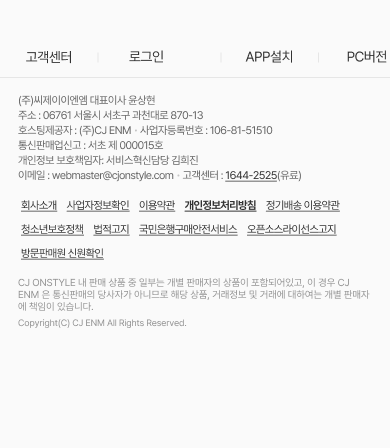 고객센터 로그인 APP설치 PC버전
(주)씨제이이엔엠 대표이사 윤상현
주소 : 06761 서울시 서초구 과천대로 870-13
호스팅제공자 : (주)CJ ENM · 사업자등록번호 : 106-81-51510
통신판매업신고 : 서초 제 000015호
개인정보 보호책임자: 서비스혁신담당 김희진
이메일 : webmaster@cjonstyle.com · 고객센터 : 1644-2525(유료)
회사소개 사업자정보확인 이용약관 개인정보처리방침 정기배송 이용약관
청소년보호정책 법적고지 국민은행구매안전서비스 오픈소스라이선스고지
방문판매원 신원확인
CJ ONSTYLE 내 판매 상품 중 일부는 개별 판매자의 상품이 포함되어있고, 이 경우 CJ
ENM 은 통신판매의 당사자가 아니므로 해당 상품, 거래정보 및 거래에 대하여는 개별 판매자
에 책임이 있습니다.
Copyright(C) CJ ENM All Rights Reserved.